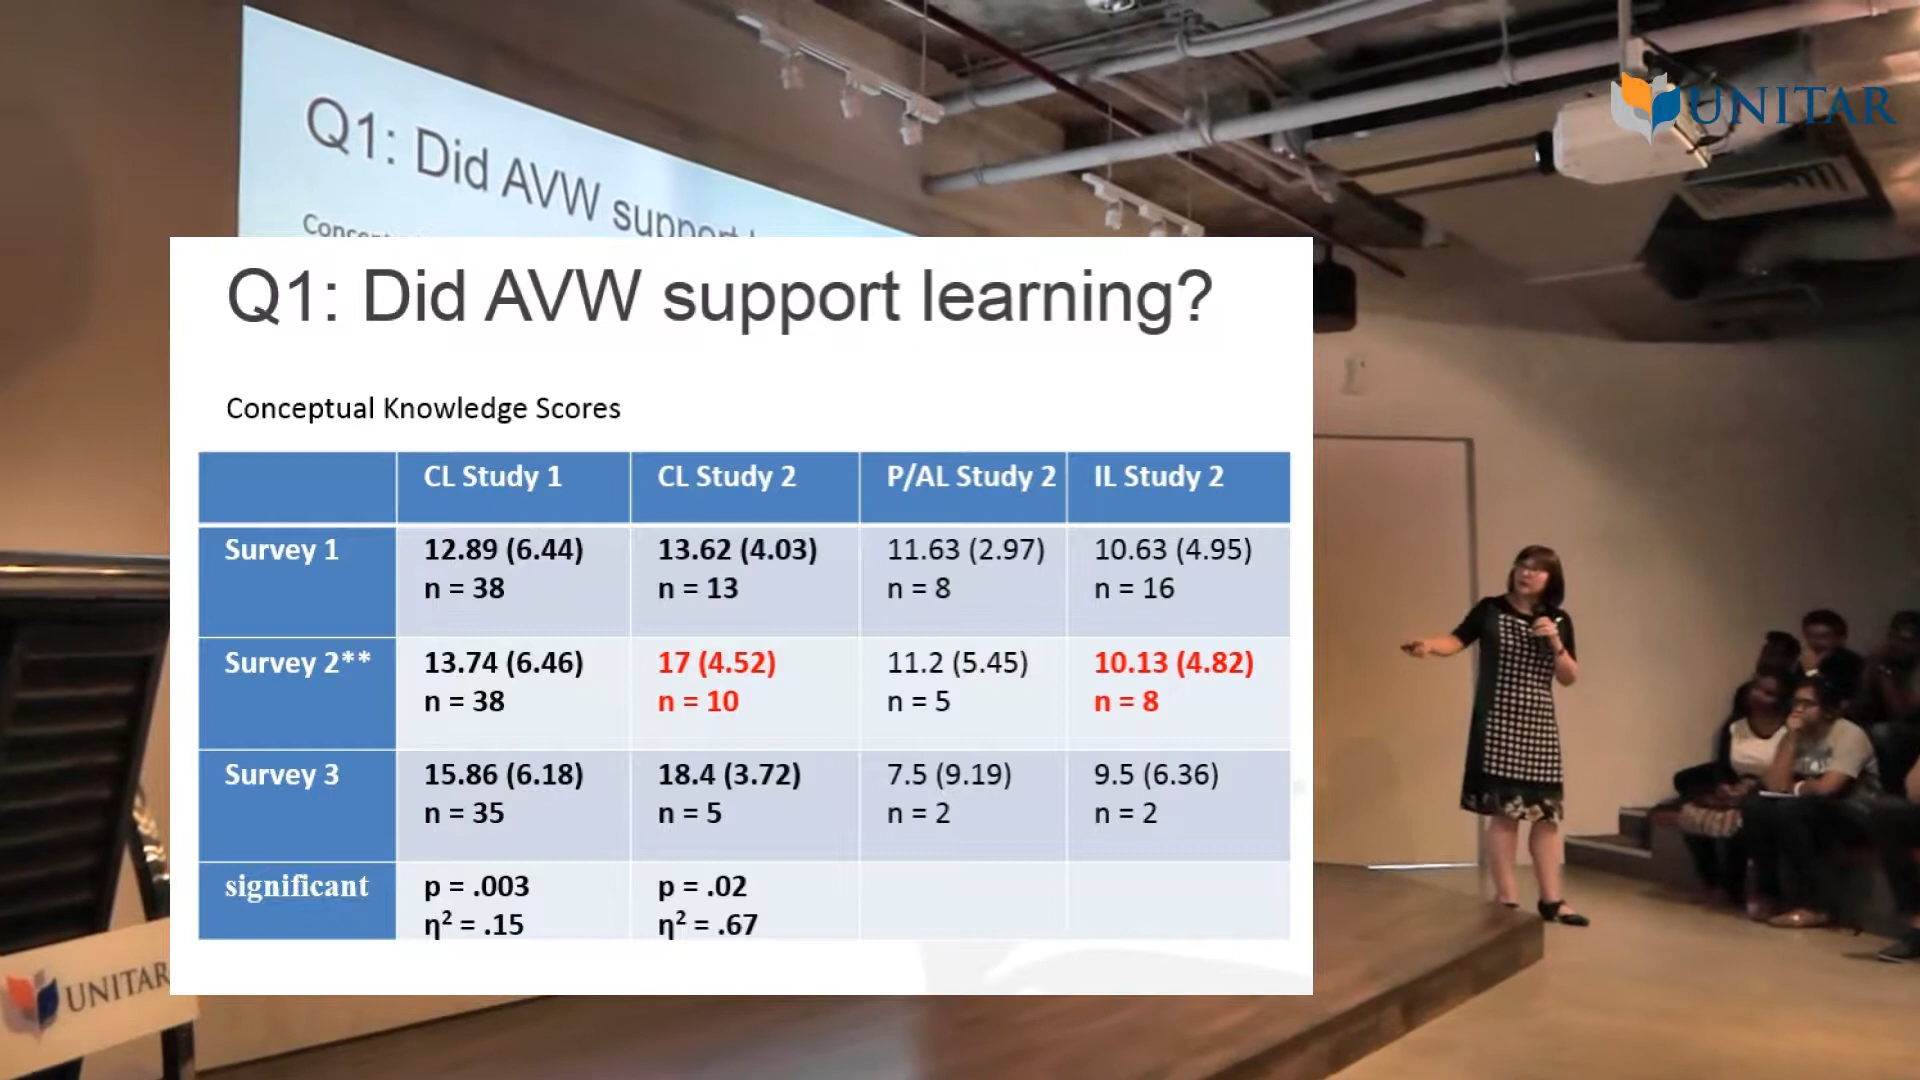 UNITAR
Q1: Did AVW support
Q1: Did AVW support learning?
Conceptual Knowledge Scores
CL Study 1 CL Study 2 P/AL Study 2 IL Study 2
Survey 1 12.89 (6.44) 13.62 (4.03) 11.63 (2.97) 10.63 (4.95)
n = 38 n = 13 n = 8 n = 16
Survey 2** 13.74 (6.46) 17 (4.52) 11.2 (5.45) 10.13 (4.82)
n = 38 n = 10 n = 5 n = 8
Survey 3 15.86 (6.18) 18.4 (3.72) 7.5 (9.19) 9.5 (6.36)
n = 35 n = 5 n = 2 n = 2
significant p = .003 p = .02
η² = .15 η² = .67
UNITAR